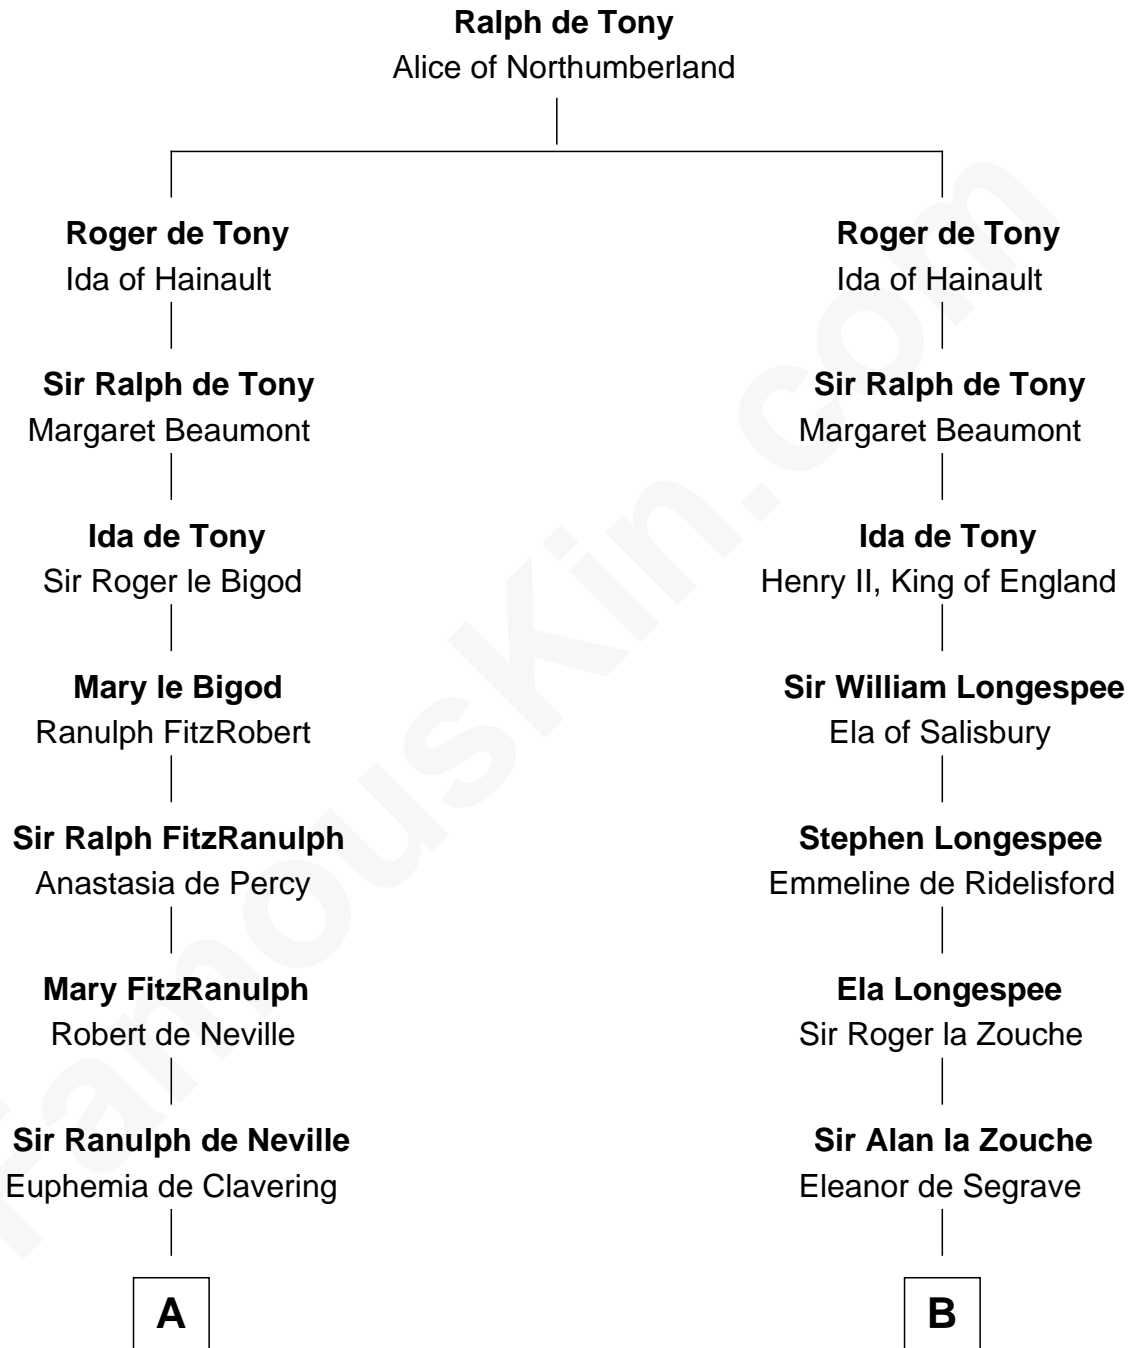 Ralph de Tony
Alice of Northumberland
Roger de Tony
Ida of Hainault
Sir Ralph de Tony
Margaret Beaumont
Ida de Tony
Sir Roger le Bigod
Mary le Bigod
Ranulph FitzRobert
Sir Ralph FitzRanulph
Anastasia de Percy
Mary FitzRanulph
Robert de Neville
Sir Ranulph de Neville
Euphemia de Clavering
A
Roger de Tony
Ida of Hainault
Sir Ralph de Tony
Margaret Beaumont
Ida de Tony
Henry II, King of England
Sir William Longespee
Ela of Salisbury
Stephen Longespee
Emmeline de Ridelisford
Ela Longespee
Sir Roger la Zouche
Sir Alan la Zouche
Eleanor de Segrave
B
FamousKin.com